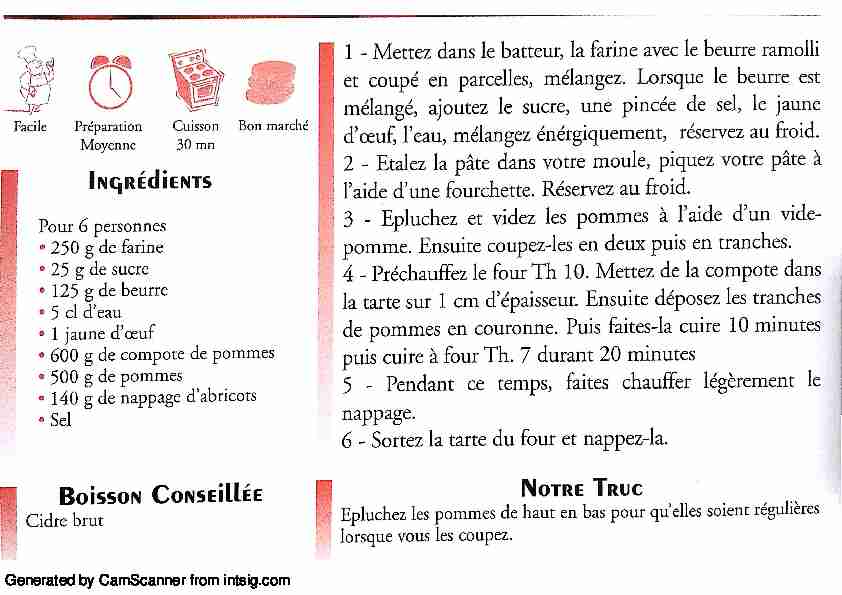 Facile
Préparation
Moyenne
Cuisson
30 mn
Bon marché
Ingrédients
Pour 6 personnes
• 250 g de farine
• 25 g de sucre
• 125 g de beurre
• 5 cl d'eau
• 1 jaune d'œuf
• 600 g de compote de pommes
• 500 g de pommes
• 140 g de nappage d'abricots
• Sel
Boisson Conseillée
Cidre brut
1 - Mettez dans le batteur, la farine avec le beurre ramolli
et coupé en parcelles, mélangez. Lorsque le beurre est
mélangé, ajoutez le sucre, une pincée de sel, le jaune
d'œuf, l'eau, mélangez énérgiquement, réservez au froid.
2 - Etalez la pâte dans votre moule, piquez votre pâte à
l'aide d'une fourchette. Réservez au froid.
3 - Epluchez et videz les pommes à l'aide d'un vide-
pomme. Ensuite coupez-les en deux puis en tranches.
4 - Préchauffez le four Th 10. Mettez de la compote dans
la tarte sur 1 cm d'épaisseur. Ensuite déposez les tranches
de pommes en couronne. Puis faites-la cuire 10 minutes
puis cuire à four Th. 7 durant 20 minutes
5 - Pendant ce temps, faites chauffer légèrement le
nappage.
6 - Sortez la tarte du four et nappez-la.
Notre Truc
Epluchez les pommes de haut en bas pour qu'elles soient régulières
lorsque vous les coupez.
Generated by CamScanner from intsig.com